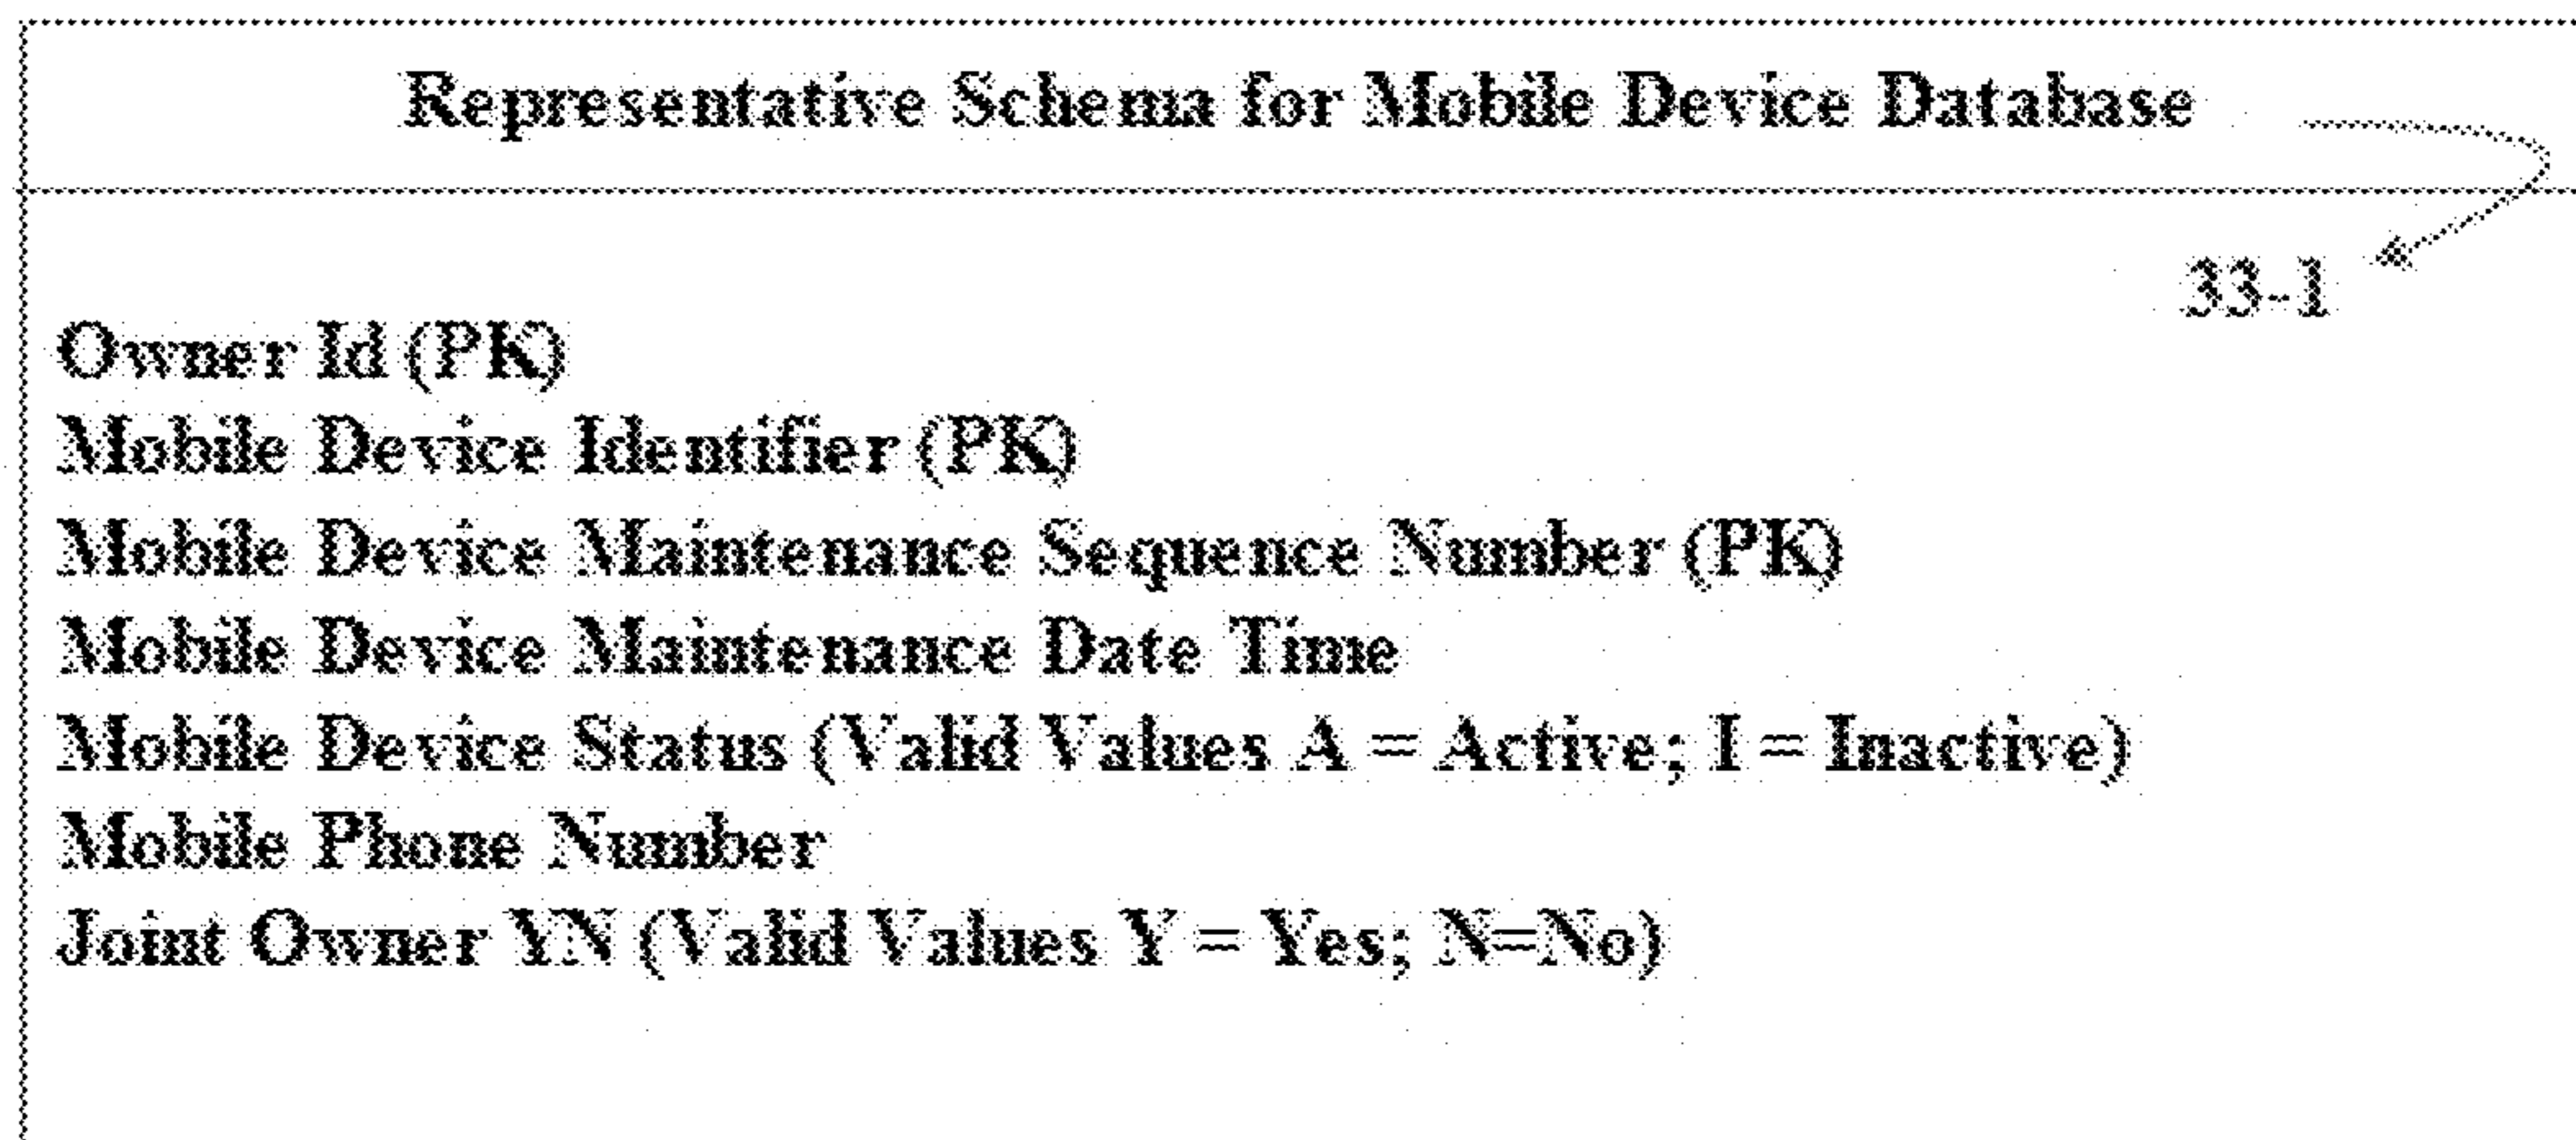 Representative Schema for Mobile Device Database
33-1
Owner Id (PK)
Mobile Device Identifier (PK)
Mobile Device Maintenance Sequence Number (PK)
Mobile Device Maintenance Date Time
Mobile Device Status (Valid Values A = Active; I = Inactive)
Mobile Phone Number
Joint Owner YN (Valid Values Y = Yes; N=No)